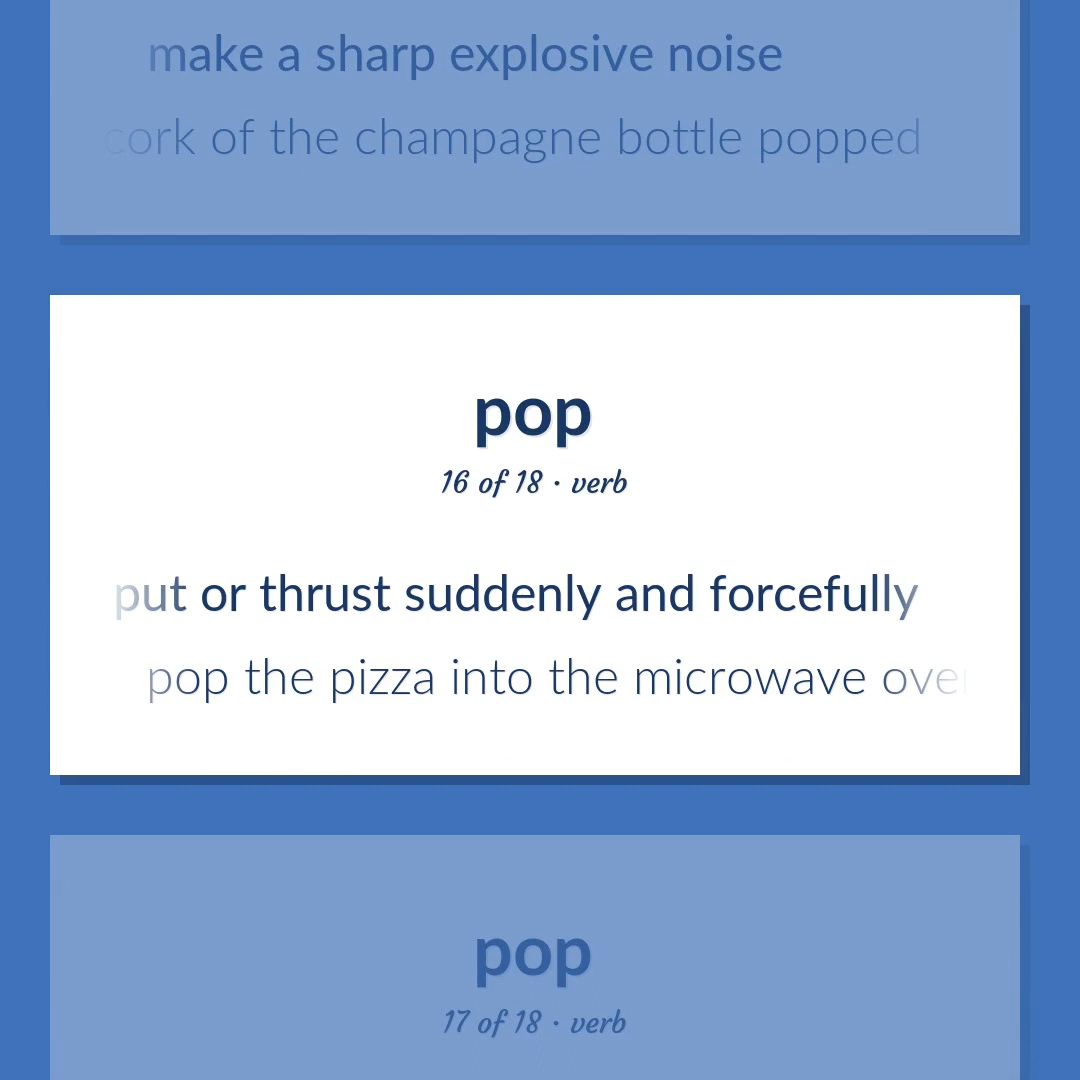 make a sharp explosive noise
cork of the champagne bottle popped
pop
16 of 18 · verb
put or thrust suddenly and forcefully
pop the pizza into the microwave
pop
17 of 18 · verb